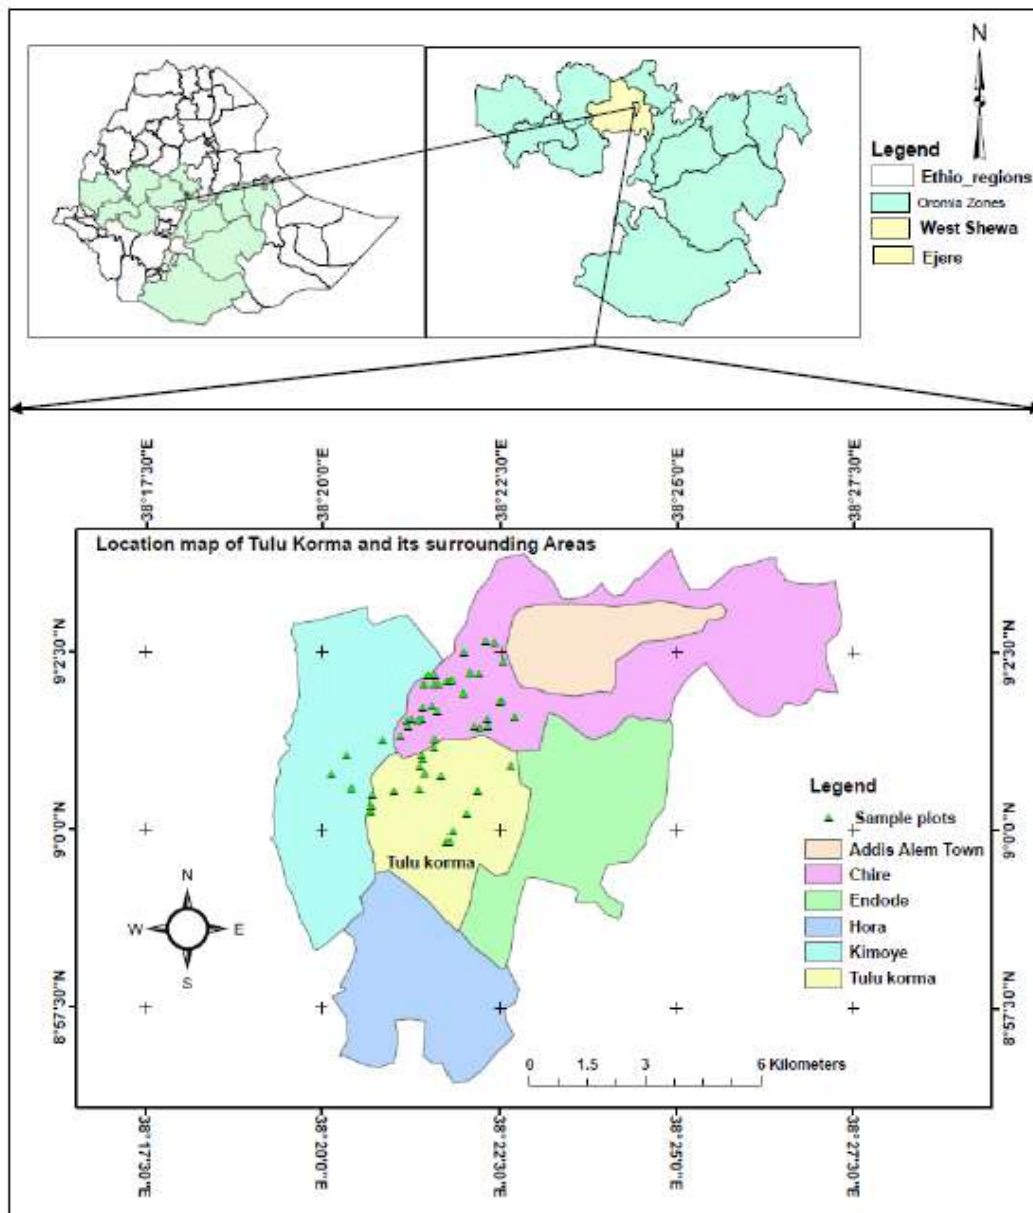 N
Legend
Ethio_regions
Oromia Zones
West Shewa
Ejere
38°17'30"E
38°20'0"E
38°22'30"E
38°25'0"E
38°27'30"E
Location map of Tulu Korma and its surrounding Areas
9°2'30"N
9°2'30"N
9°0'0"N
9°0'0"N
8°57'30"N
8°57'30"N
Tulu korma
N
W
E
S
Legend
Sample plots
Addis Alem Town
Chire
Endode
Hora
Kimoye
Tulu korma
0 1.5 3 6 Kilometers
38°17'30"E
38°20'0"E
38°22'30"E
38°25'0"E
38°27'30"E